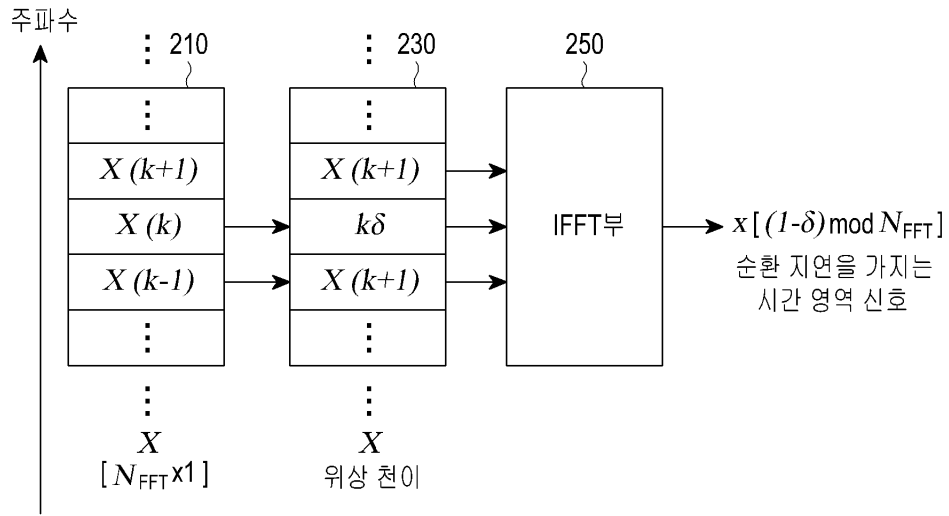 주파수
210
230
250
X (k+1)
X (k+1)
X (k)
kδ
IFFT부
x [ (1-δ) mod N_FFT ]
X (k-1)
X (k+1)
순환 지연을 가지는
시간 영역 신호
X
X
[ N_FFT x1 ]
위상 천이